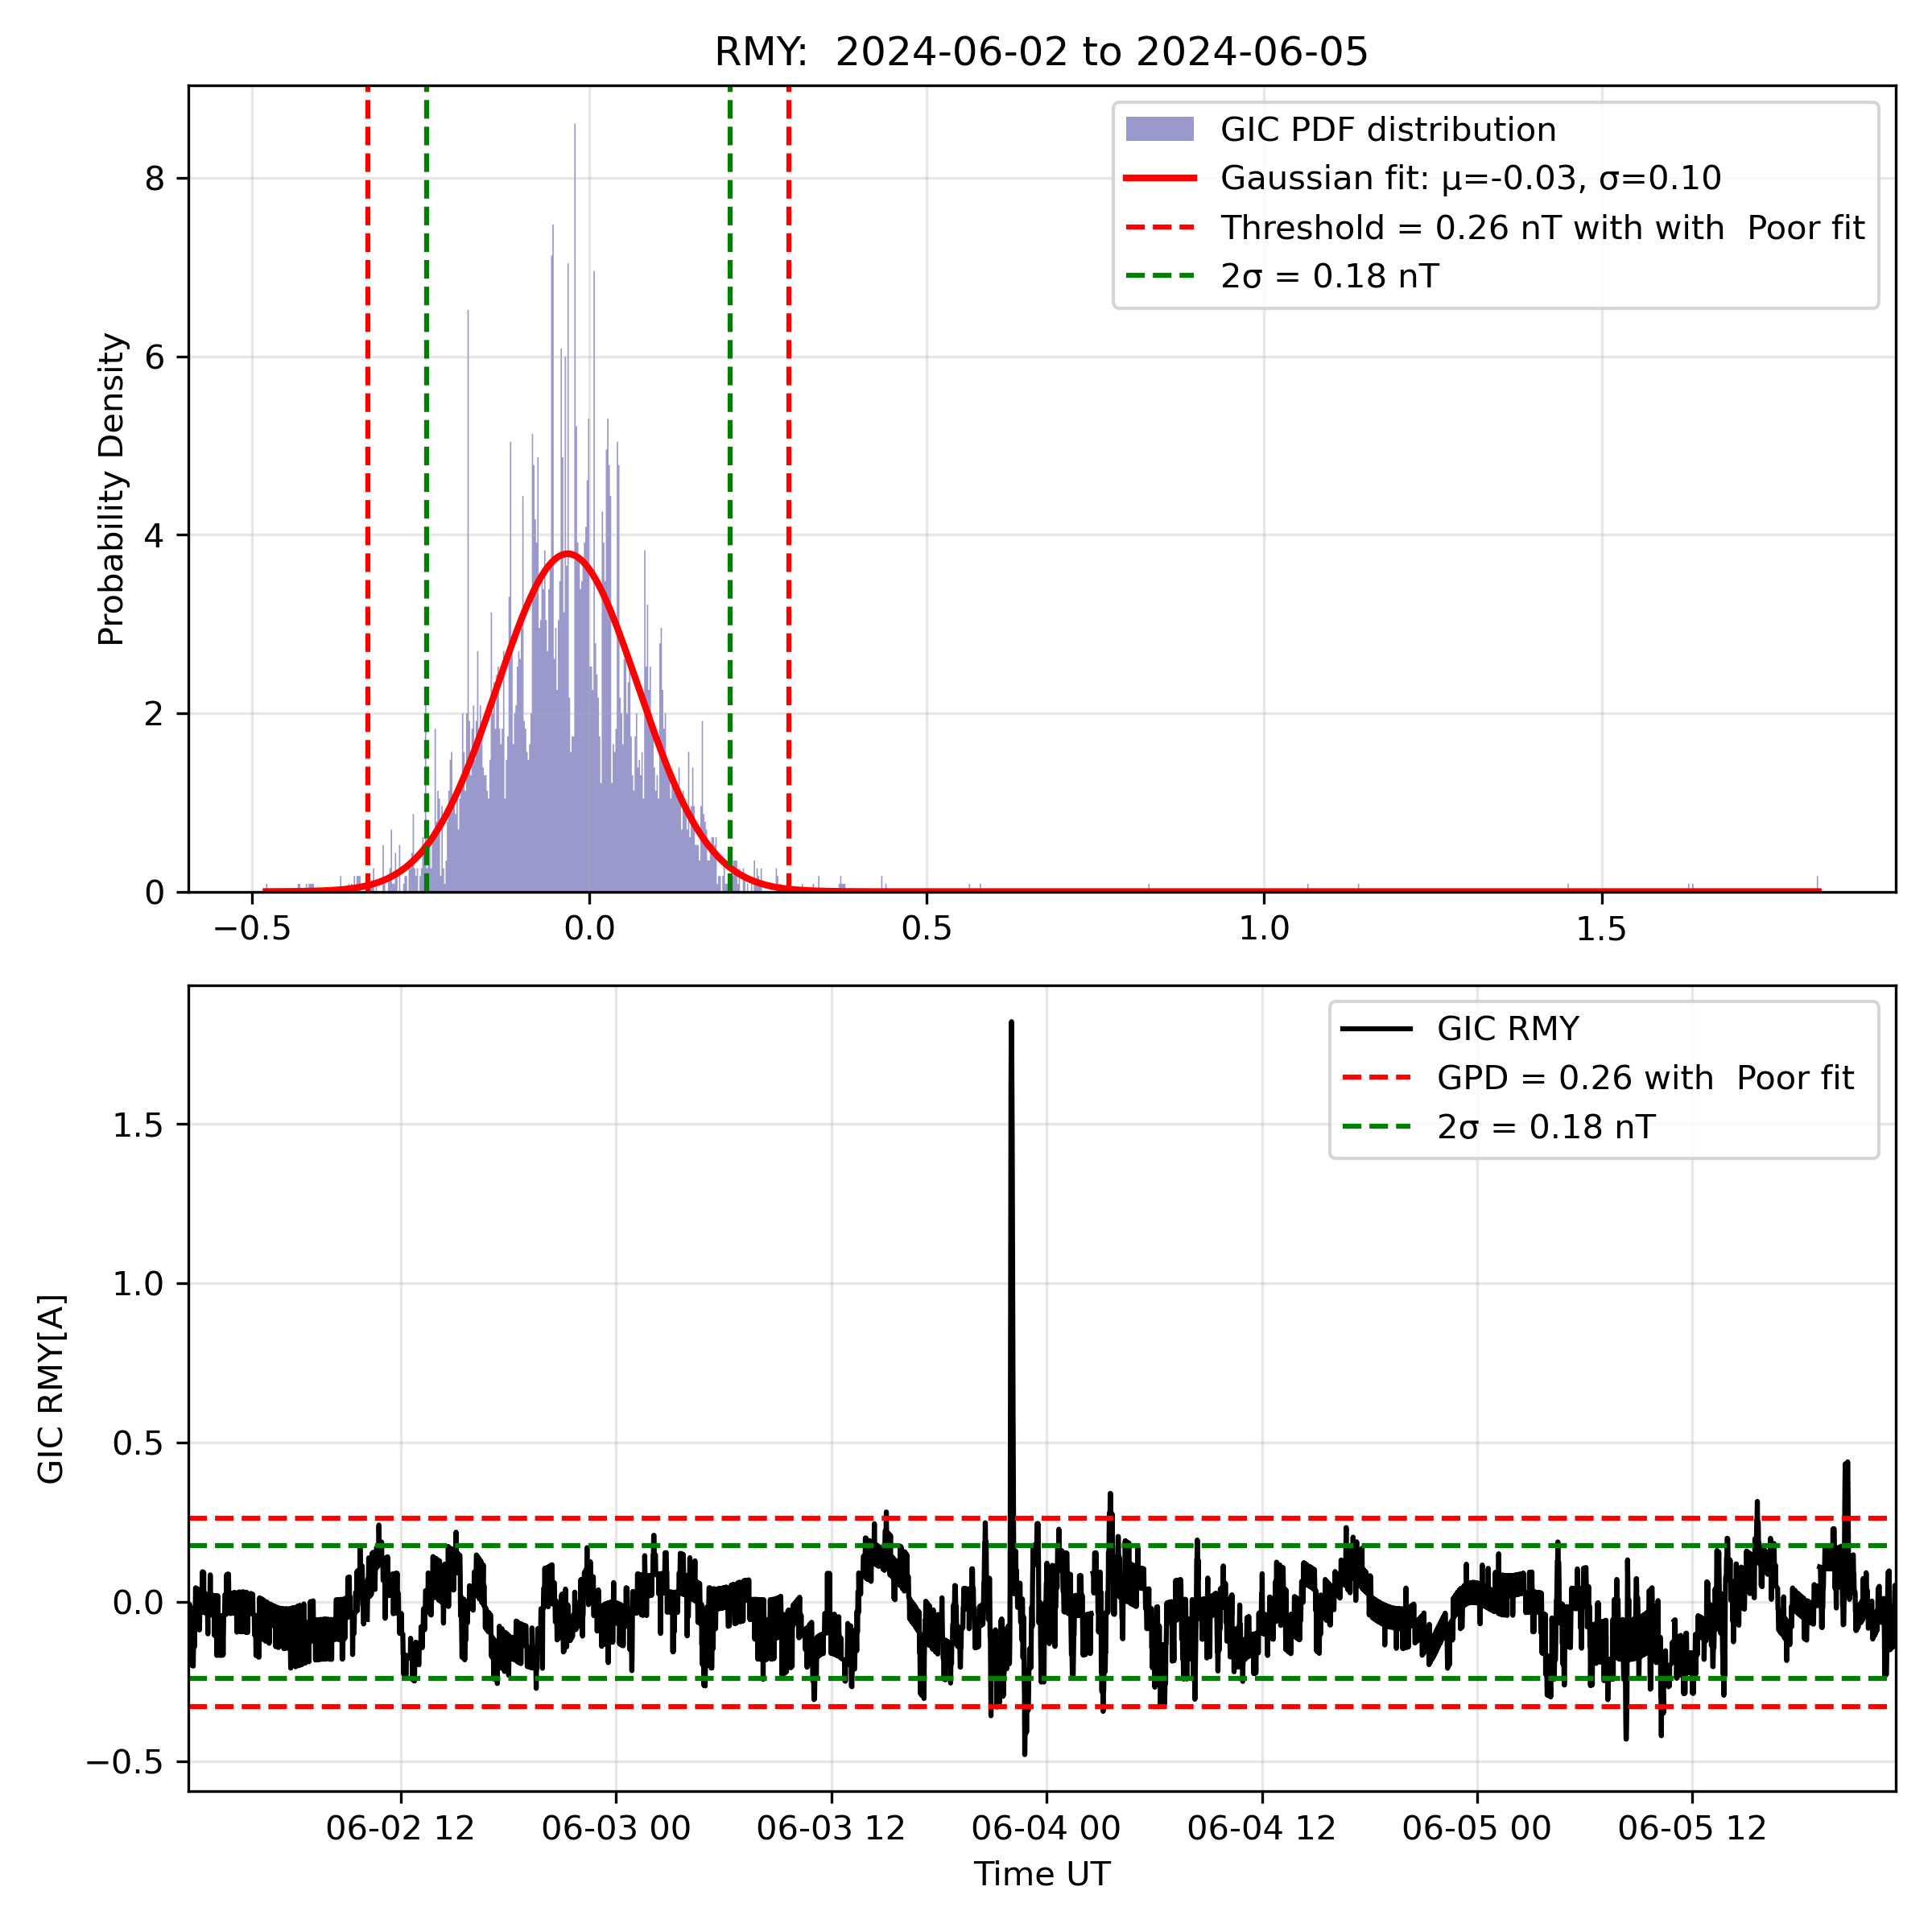 RMY:  2024-06-02 to 2024-06-05
Probability Density
8
6
4
2
0
GIC PDF distribution
Gaussian fit: μ=-0.03, σ=0.10
Threshold = 0.26 nT with with  Poor fit
2σ = 0.18 nT
−0.5 0.0 0.5 1.0 1.5
GIC RMY[A]
1.5
1.0
0.5
0.0
−0.5
GIC RMY
GPD = 0.26 with  Poor fit
2σ = 0.18 nT
06-02 12 06-03 00 06-03 12 06-04 00 06-04 12 06-05 00 06-05 12
Time UT